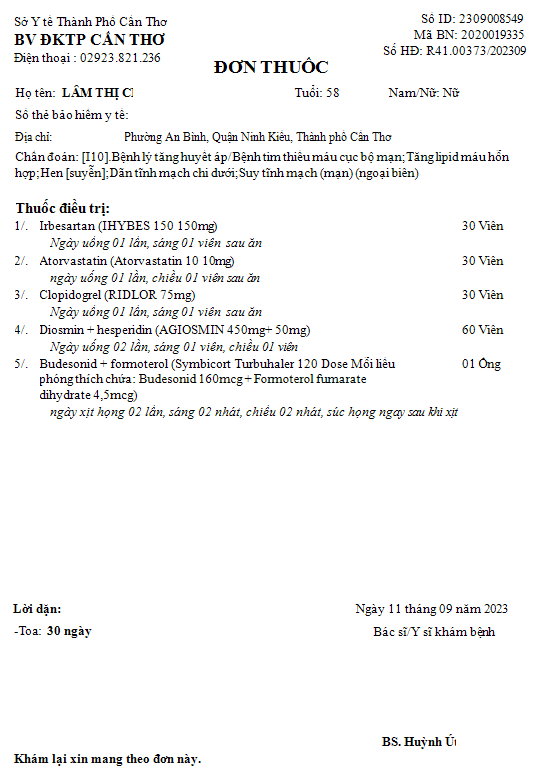 Sở Y tế Thành Phố Cần Thơ
BV ĐKTP CẦN THƠ
Điện thoại : 02923.821.236
Số ID: 2309008549
Mã BN: 2020019335
Số HĐ: R41.00373/202309
ĐƠN THUỐC
Họ tên: LÂM THỊ C Tuổi: 58 Nam/Nữ: Nữ
Số thẻ bảo hiểm y tế:
Địa chỉ: Phường An Bình, Quận Ninh Kiều, Thành phố Cần Thơ
Chẩn đoán: [I10].Bệnh lý tăng huyết áp/Bệnh tim thiếu máu cục bộ mạn;Tăng lipid máu hỗn
hợp;Hen [suyễn];Dãn tĩnh mạch chi dưới;Suy tĩnh mạch (mạn) (ngoại biên)
Thuốc điều trị:
1/. Irbesartan (IHYBES 150 150mg) 30 Viên
Ngày uống 01 lần, sáng 01 viên sau ăn
2/. Atorvastatin (Atorvastatin 10 10mg) 30 Viên
ngày uống 01 lần, chiều 01 viên sau ăn
3/. Clopidogrel (RIDLOR 75mg) 30 Viên
Ngày uống 01 lần, sáng 01 viên sau ăn
4/. Diosmin + hesperidin (AGIOSMIN 450mg+ 50mg) 60 Viên
Ngày uống 02 lần, sáng 01 viên, chiều 01 viên
5/. Budesonid + formoterol (Symbicort Turbuhaler 120 Dose Mỗi liều 01 Ống
phóng thích chứa: Budesonid 160mcg + Formoterol fumarate
dihydrate 4,5mcg)
ngày xịt họng 02 lần, sáng 02 nhát, chiều 02 nhát, súc họng ngay sau khi xịt
Lời dặn:
-Toa: 30 ngày
Ngày 11 tháng 09 năm 2023
Bác sĩ/Y sĩ khám bệnh
BS. Huỳnh Út
Khám lại xin mang theo đơn này.